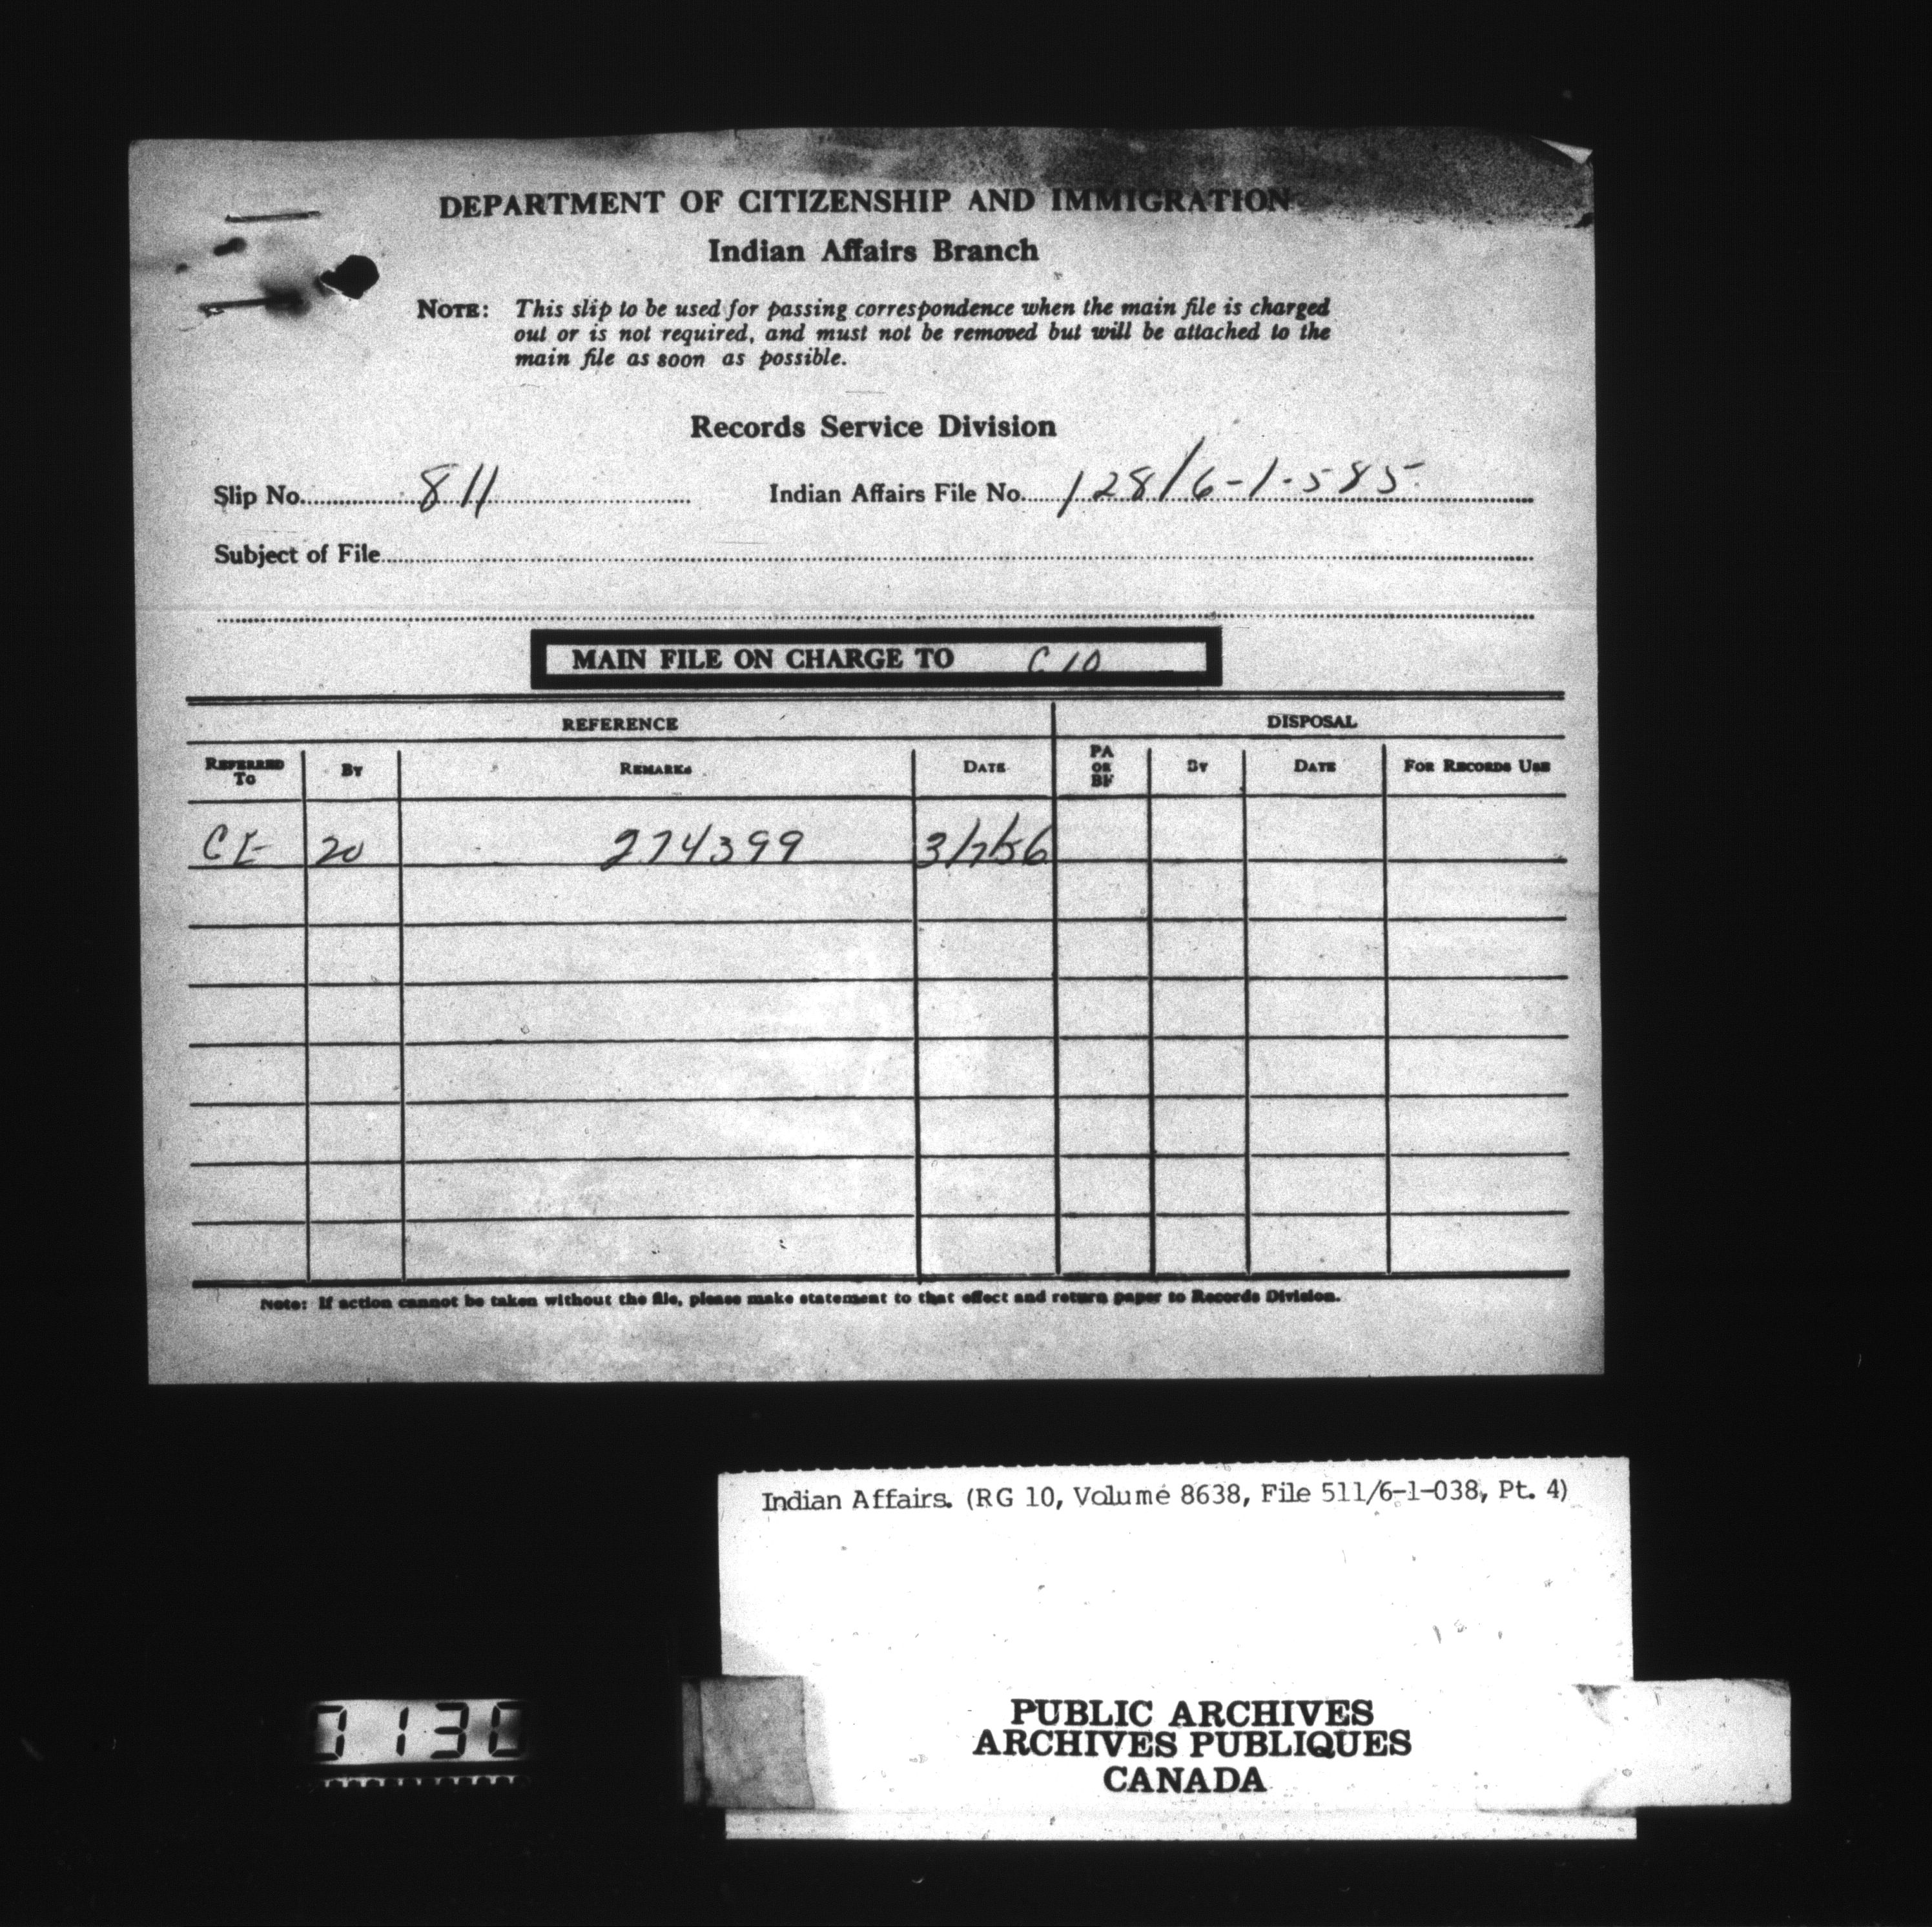 DEPARTMENT OF CITIZENSHIP AND IMMIGRATION
Indian Affairs Branch
NOTE: This slip to be used for passing correspondence when the main file is charged
out or is not required, and must not be removed but will be attached to the
main file as soon as possible.
Records Service Division
Slip No. 811 Indian Affairs File No. 128/6-1-585
Subject of File
MAIN FILE ON CHARGE TO C10
REFERENCE DISPOSAL
REFERRED TO BY REMARKS DATE PA OR BF BY DATE FOR RECORDS USE
20 274399 3/7/56
Note: If action cannot be taken without the file, please make statement to that effect and return paper to Records Division.
Indian Affairs. (RG 10, Volume 8638, File 511/6-1-038, Pt. 4)
PUBLIC ARCHIVES
ARCHIVES PUBLIQUES
CANADA